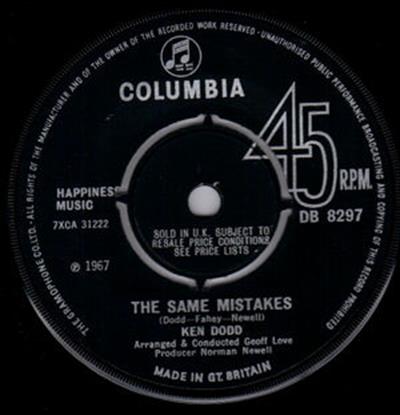 THE GRAMOPHONE CO. LTD. ALL RIGHTS OF THE MANUFACTURER AND OF THE OWNER OF THE RECORDED WORK RESERVED - UNAUTHORISED PUBLIC PERFORMANCE BROADCASTING AND COPYING OF THIS RECORD PROHIBITED
COLUMBIA
45
R.P.M.
HAPPINES
MUSIC
7XCA 31222
DB 8297
SOLD IN U.K. SUBJECT TO
RESALE PRICE CONDITIONS
SEE PRICE LISTS
℗ 1967
THE SAME MISTAKES
(Dodd—Fahey—Newell)
KEN DODD
Arranged & Conducted Geoff Love
Producer Norman Newell
MADE IN GT. BRITAIN